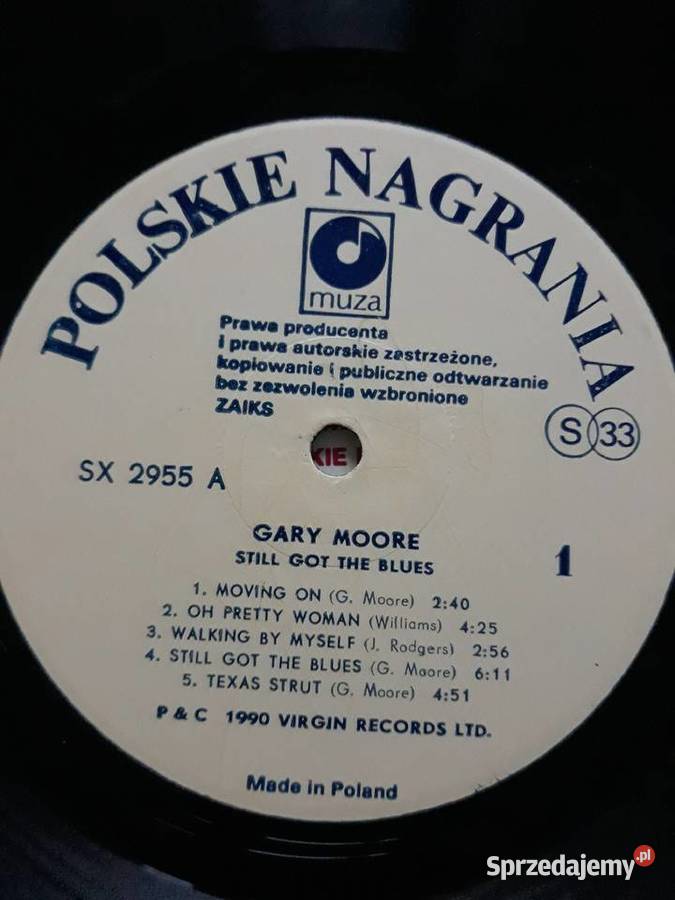 POLSKIE NAGRANIA
muza
Prawa producenta
i prawa autorskie zastrzeżone,
kopiowanie i publiczne odtwarzanie
bez zezwolenia wzbronione
ZAIKS
S 33
KIE
SX 2955 A
GARY MOORE
STILL GOT THE BLUES
1
1. MOVING ON (G. Moore) 2:40
2. OH PRETTY WOMAN (Williams) 4:25
3. WALKING BY MYSELF (J. Rodgers) 2:56
4. STILL GOT THE BLUES (G. Moore) 6:11
5. TEXAS STRUT (G. Moore) 4:51
P & C 1990 VIRGIN RECORDS LTD.
Made in Poland
Sprzedajemy.pl